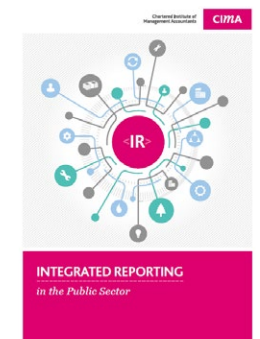 Chartered Institute of
Management Accountants
CIMA
<IR>
INTEGRATED REPORTING
in the Public Sector